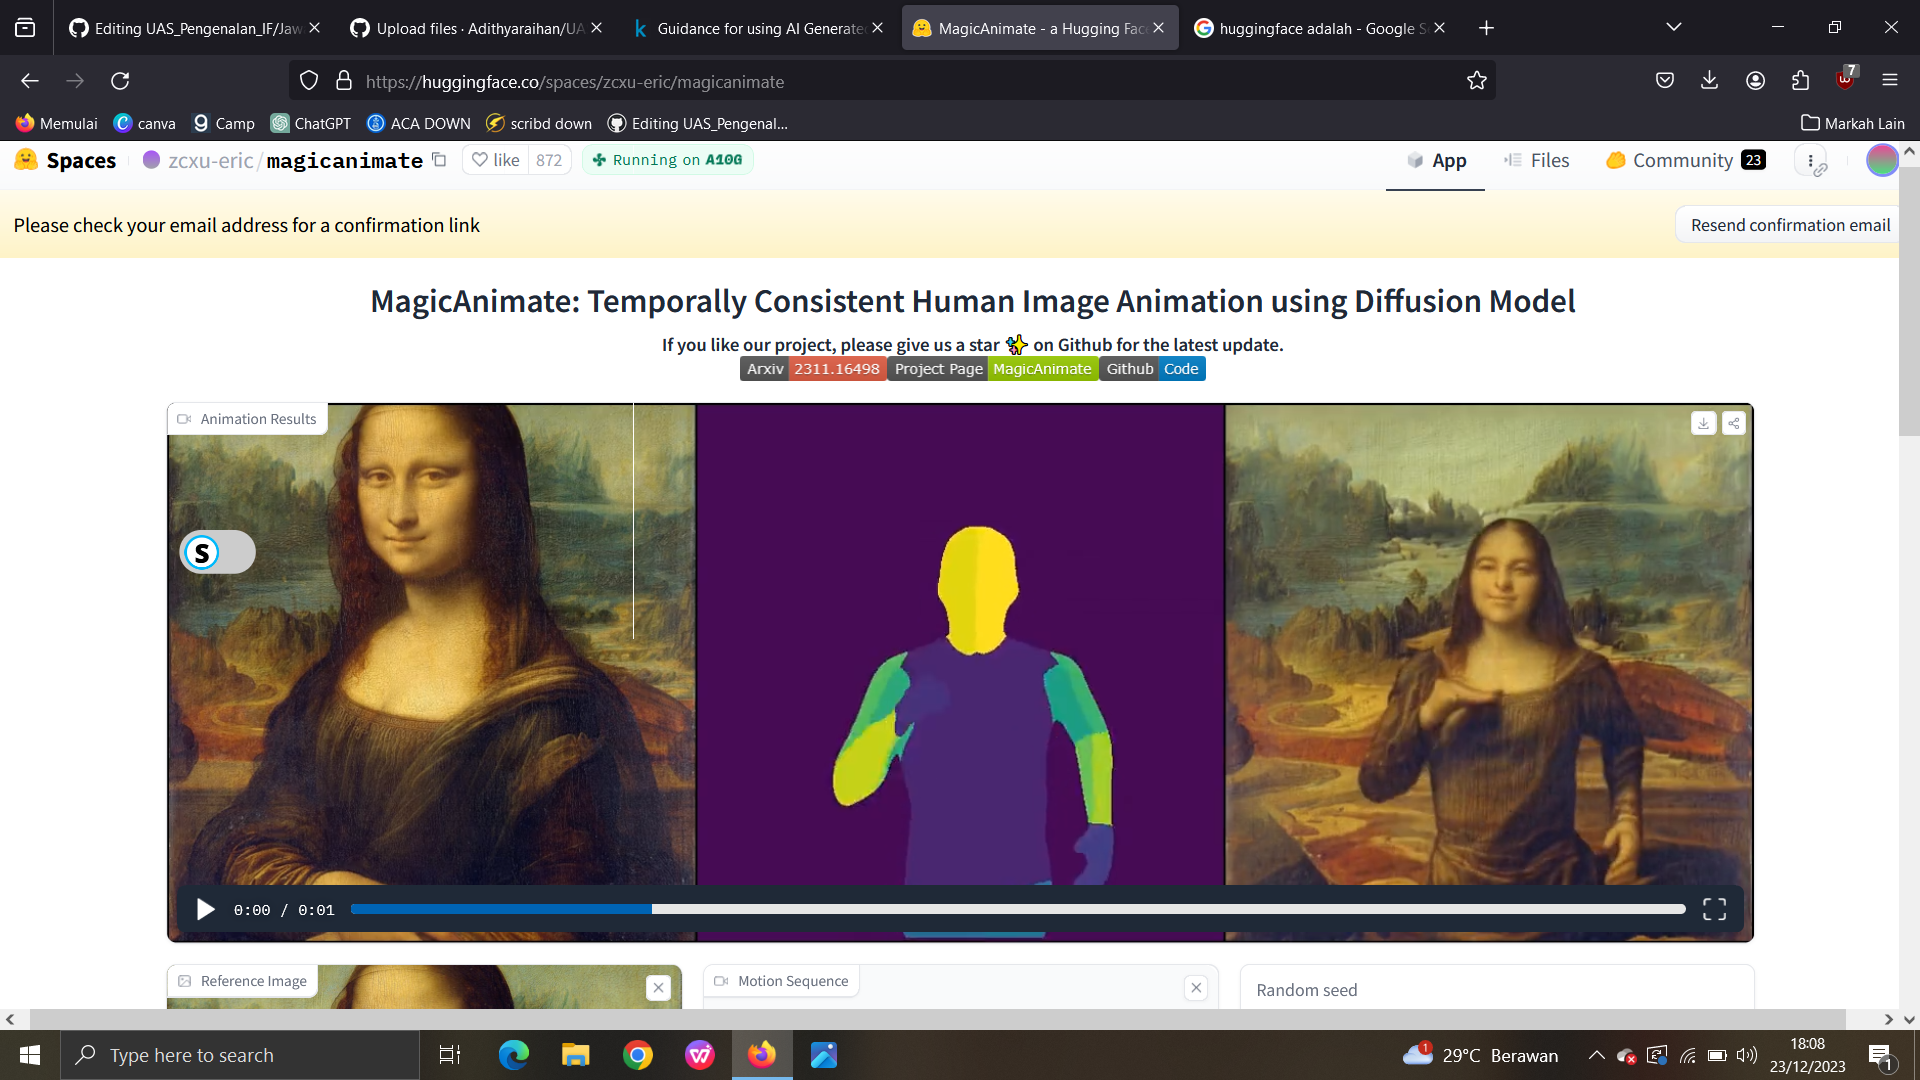 Editing UAS_Pengenalan_IF/Jaw
Upload files · Adithyaraihan/UA
Guidance for using AI Generate
MagicAnimate - a Hugging Fac
huggingface adalah - Google S
https://huggingface.co/spaces/zcxu-eric/magicanimate
7
Memulai
canva
Camp
ChatGPT
ACA DOWN
scribd down
Editing UAS_Pengenal...
Markah Lain
Spaces
zcxu-eric/magicanimate
like 872
Running on A10G
App
Files
Community 23
Please check your email address for a confirmation link
Resend confirmation email
MagicAnimate: Temporally Consistent Human Image Animation using Diffusion Model
If you like our project, please give us a star ✨ on Github for the latest update.
Arxiv 2311.16498 Project Page MagicAnimate Github Code
Animation Results
S
0:00 / 0:01
Reference Image
Motion Sequence
Random seed
Type here to search
1
29°C Berawan
18:08
23/12/2023
1